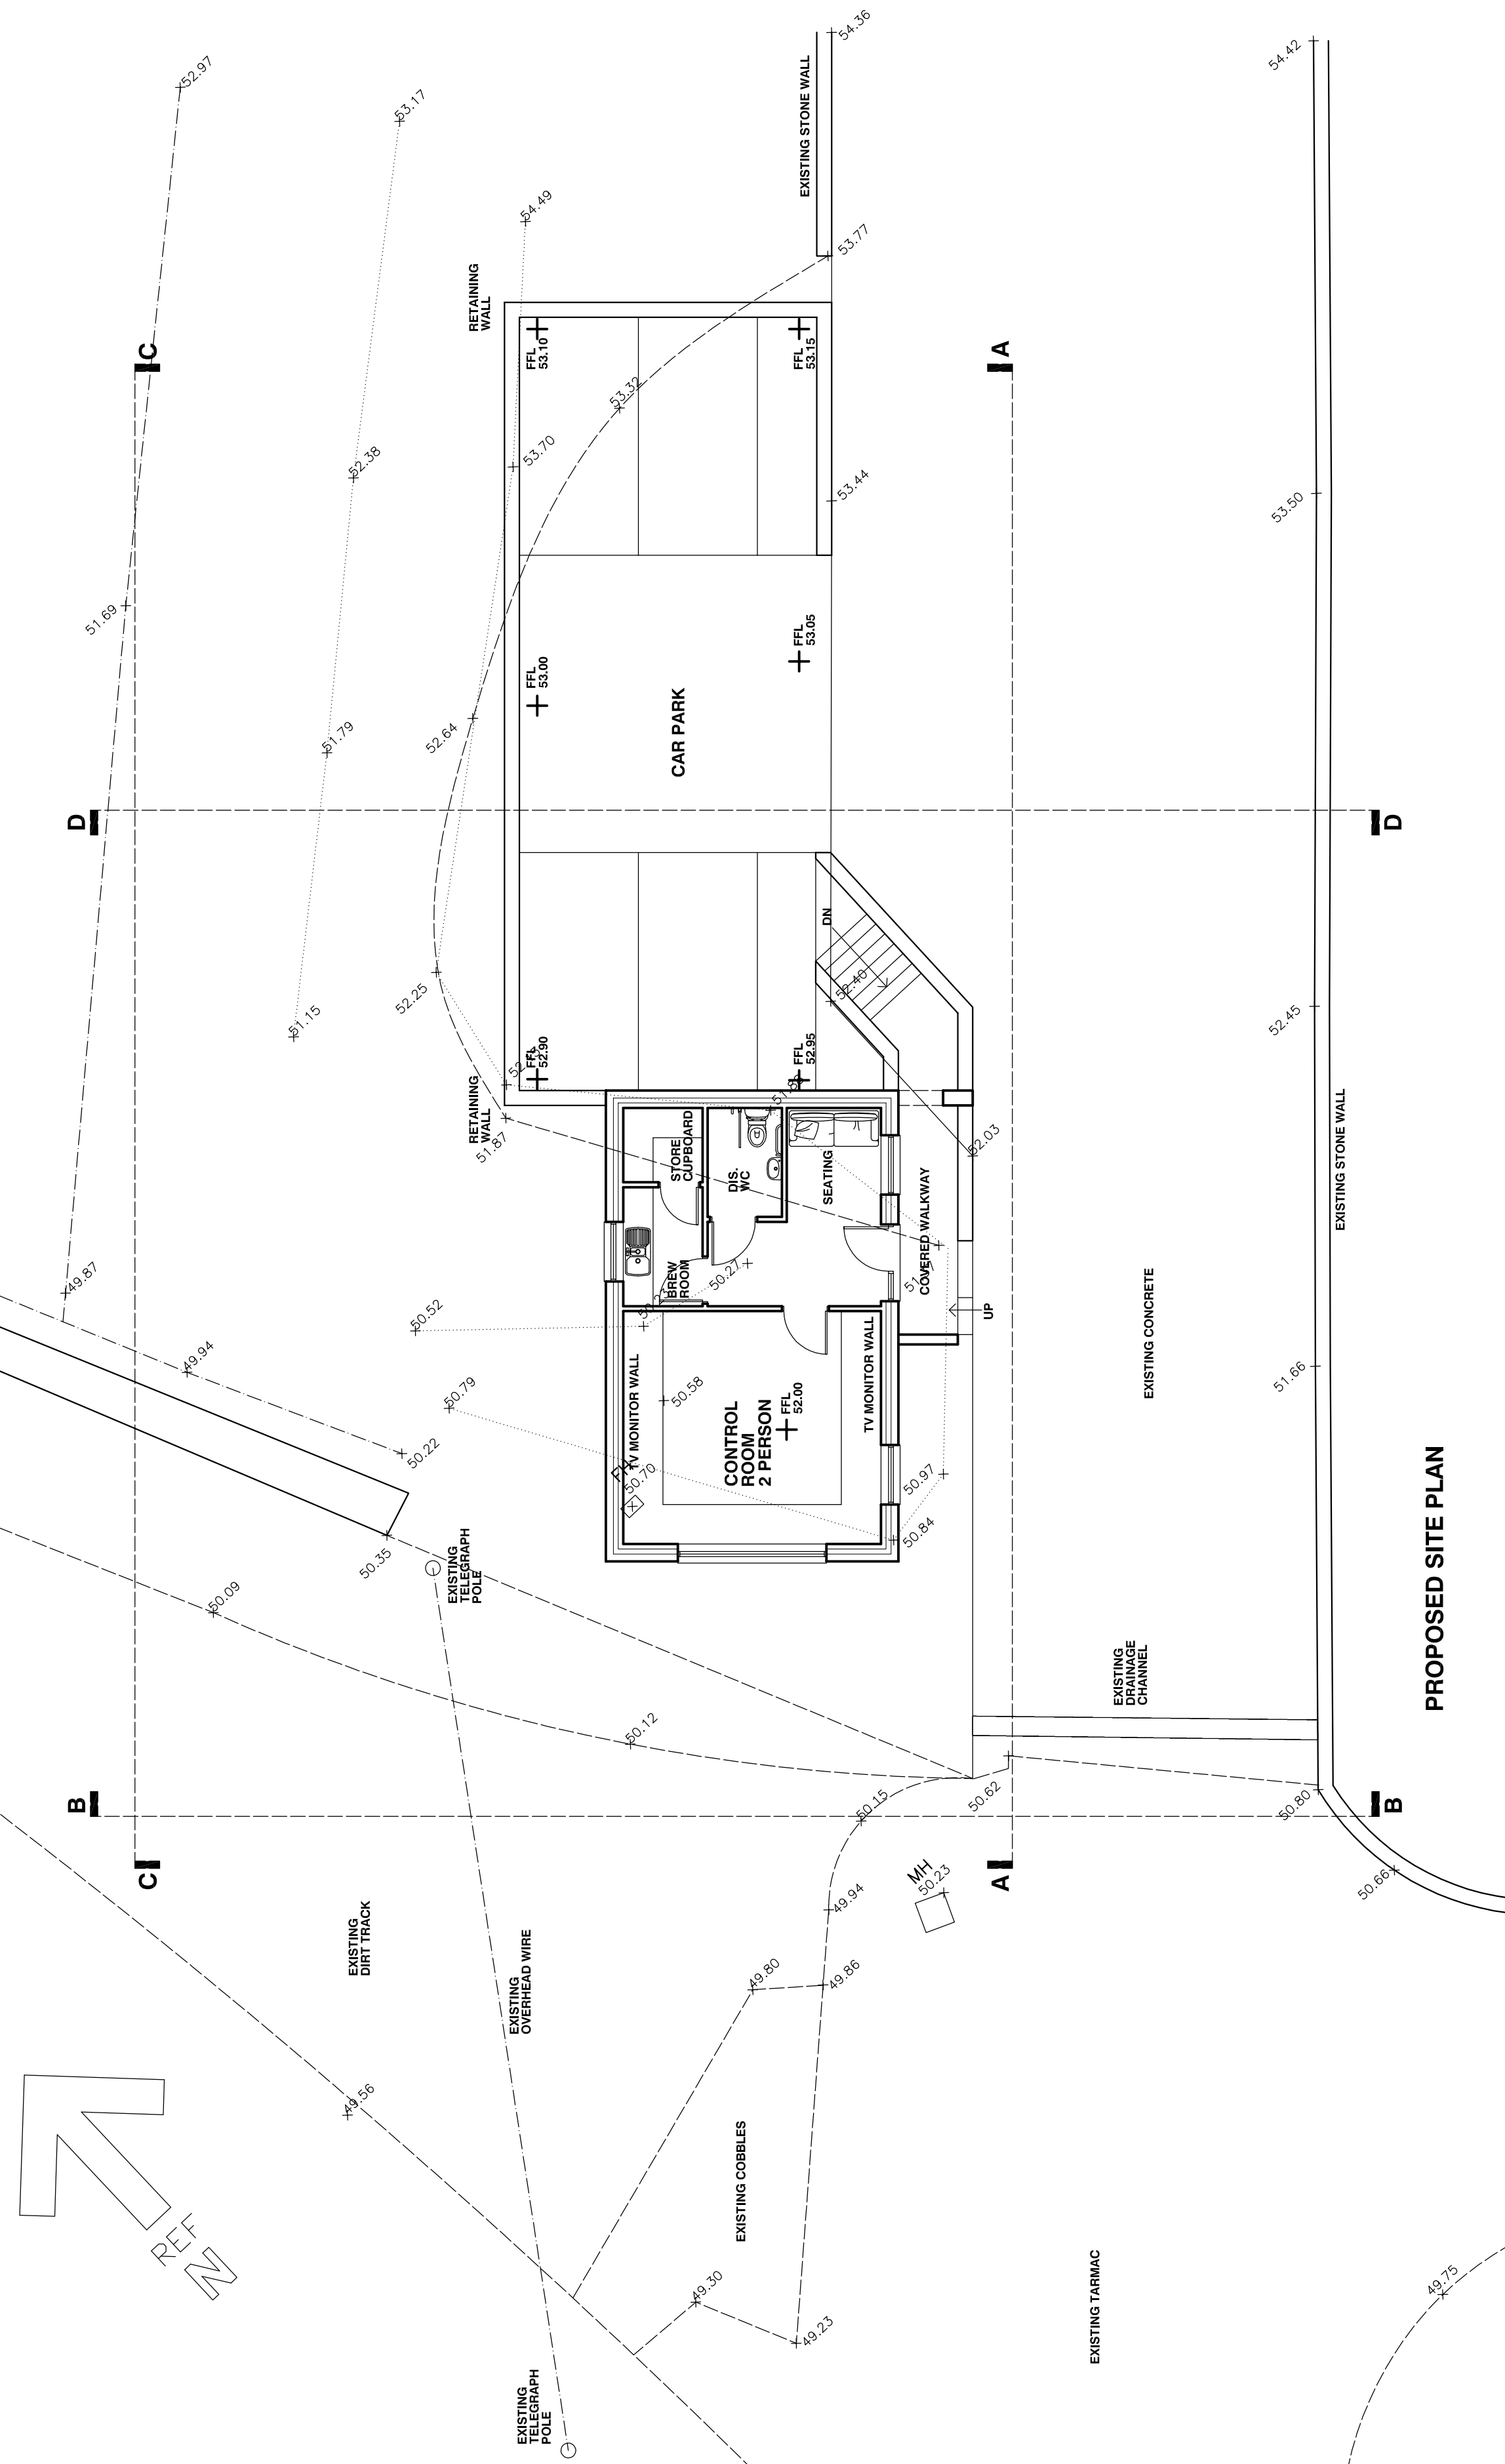 PROPOSED SITE PLAN
54.36
52.97
54.42
EXISTING STONE WALL
53.17
54.49
53.77
RETAINING
WALL
C
A
FFL
53.10
FFL
53.15
53.32
53.70
52.38
53.44
53.50
51.69
FFL
53.05
FFL
53.00
52.64
51.79
CAR PARK
D
D
DN
52.40
52.25
51.15
52.45
FFL
52.90
FFL
52.95
RETAINING
WALL
51.87
STORE
CUPBOARD
DIS.
WC
SEATING
52.03
COVERED WALKWAY
EXISTING STONE WALL
BREW
ROOM
50.27
49.87
50.52
UP
EXISTING CONCRETE
49.94
50.79
TV MONITOR WALL
TV MONITOR WALL
50.58
51.66
FFL
52.00
CONTROL
ROOM
2 PERSON
50.22
FH
50.70
50.97
50.84
50.35
EXISTING
TELEGRAPH
POLE
50.09
50.12
EXISTING
DRAINAGE
CHANNEL
50.62
50.15
50.80
B
B
C
A
MH
50.23
50.66
49.94
EXISTING
DIRT TRACK
EXISTING
OVERHEAD WIRE
49.80
49.86
49.56
EXISTING COBBLES
REF
N
49.30
49.23
EXISTING TARMAC
49.75
EXISTING
TELEGRAPH
POLE